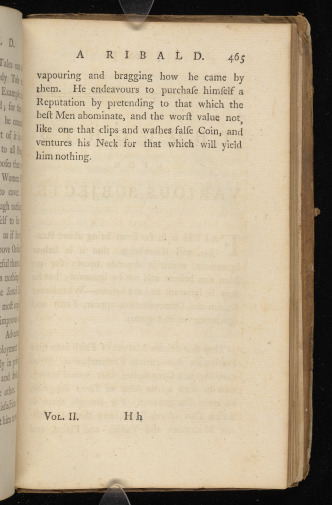 A RIBALD. 465
vapouring and bragging how he came by
them. He endeavours to purchaſe himſelf a
Reputation by pretending to that which the
beſt Men abominate, and the worſt value not,
like one that clips and waſhes falſe Coin, and
ventures his Neck for that which will yield
him nothing.
VOL. II. H h